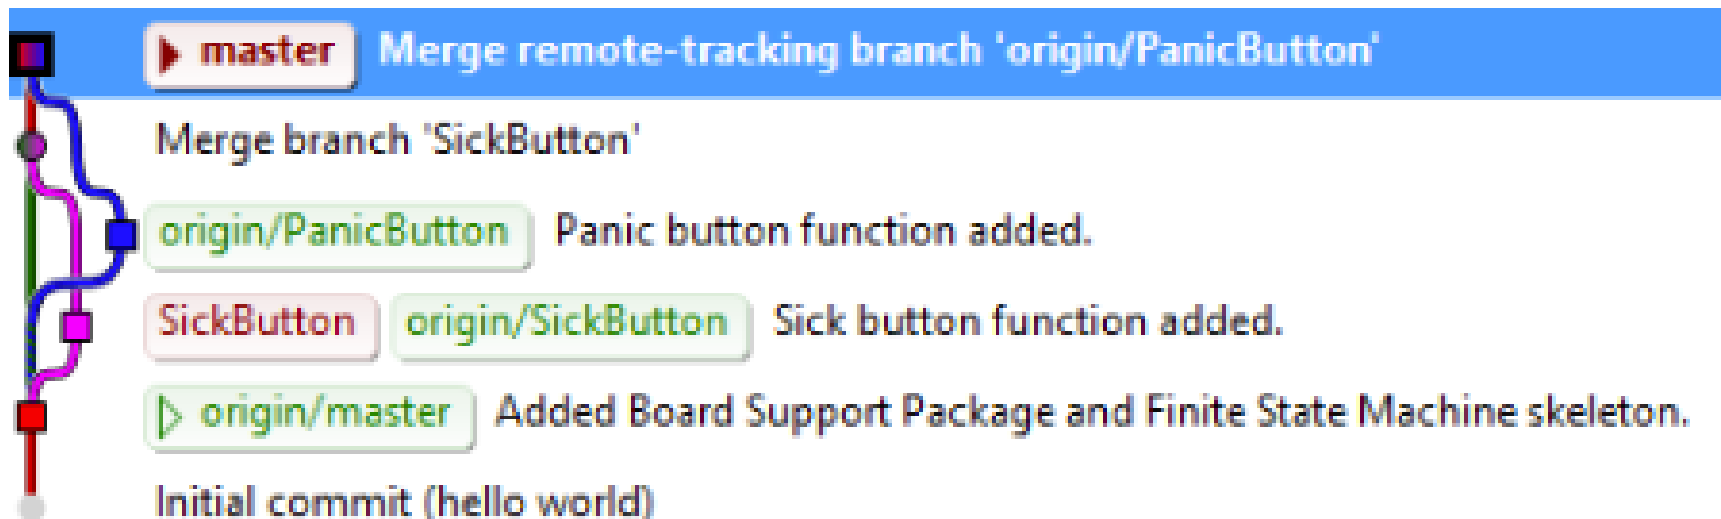 master Merge remote-tracking branch 'origin/PanicButton'
Merge branch 'SickButton'
origin/PanicButton Panic button function added.
SickButton origin/SickButton Sick button function added.
origin/master Added Board Support Package and Finite State Machine skeleton.
Initial commit (hello world)